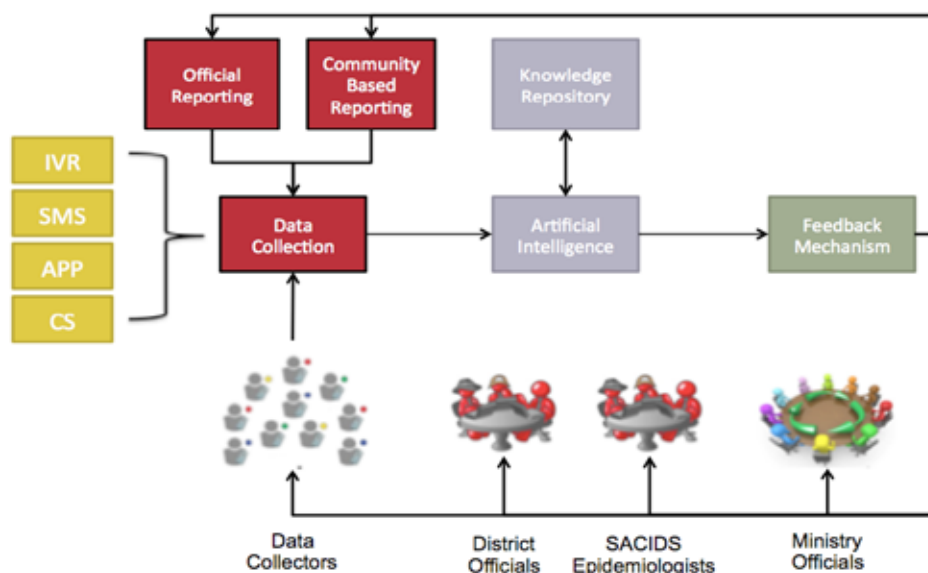 Official
Reporting
Community
Based
Reporting
Knowledge
Repository
IVR
SMS
APP
CS
Data
Collection
Artificial
Intelligence
Feedback
Mechanism
Data
Collectors
District
Officials
SACIDS
Epidemiologists
Ministry
Officials